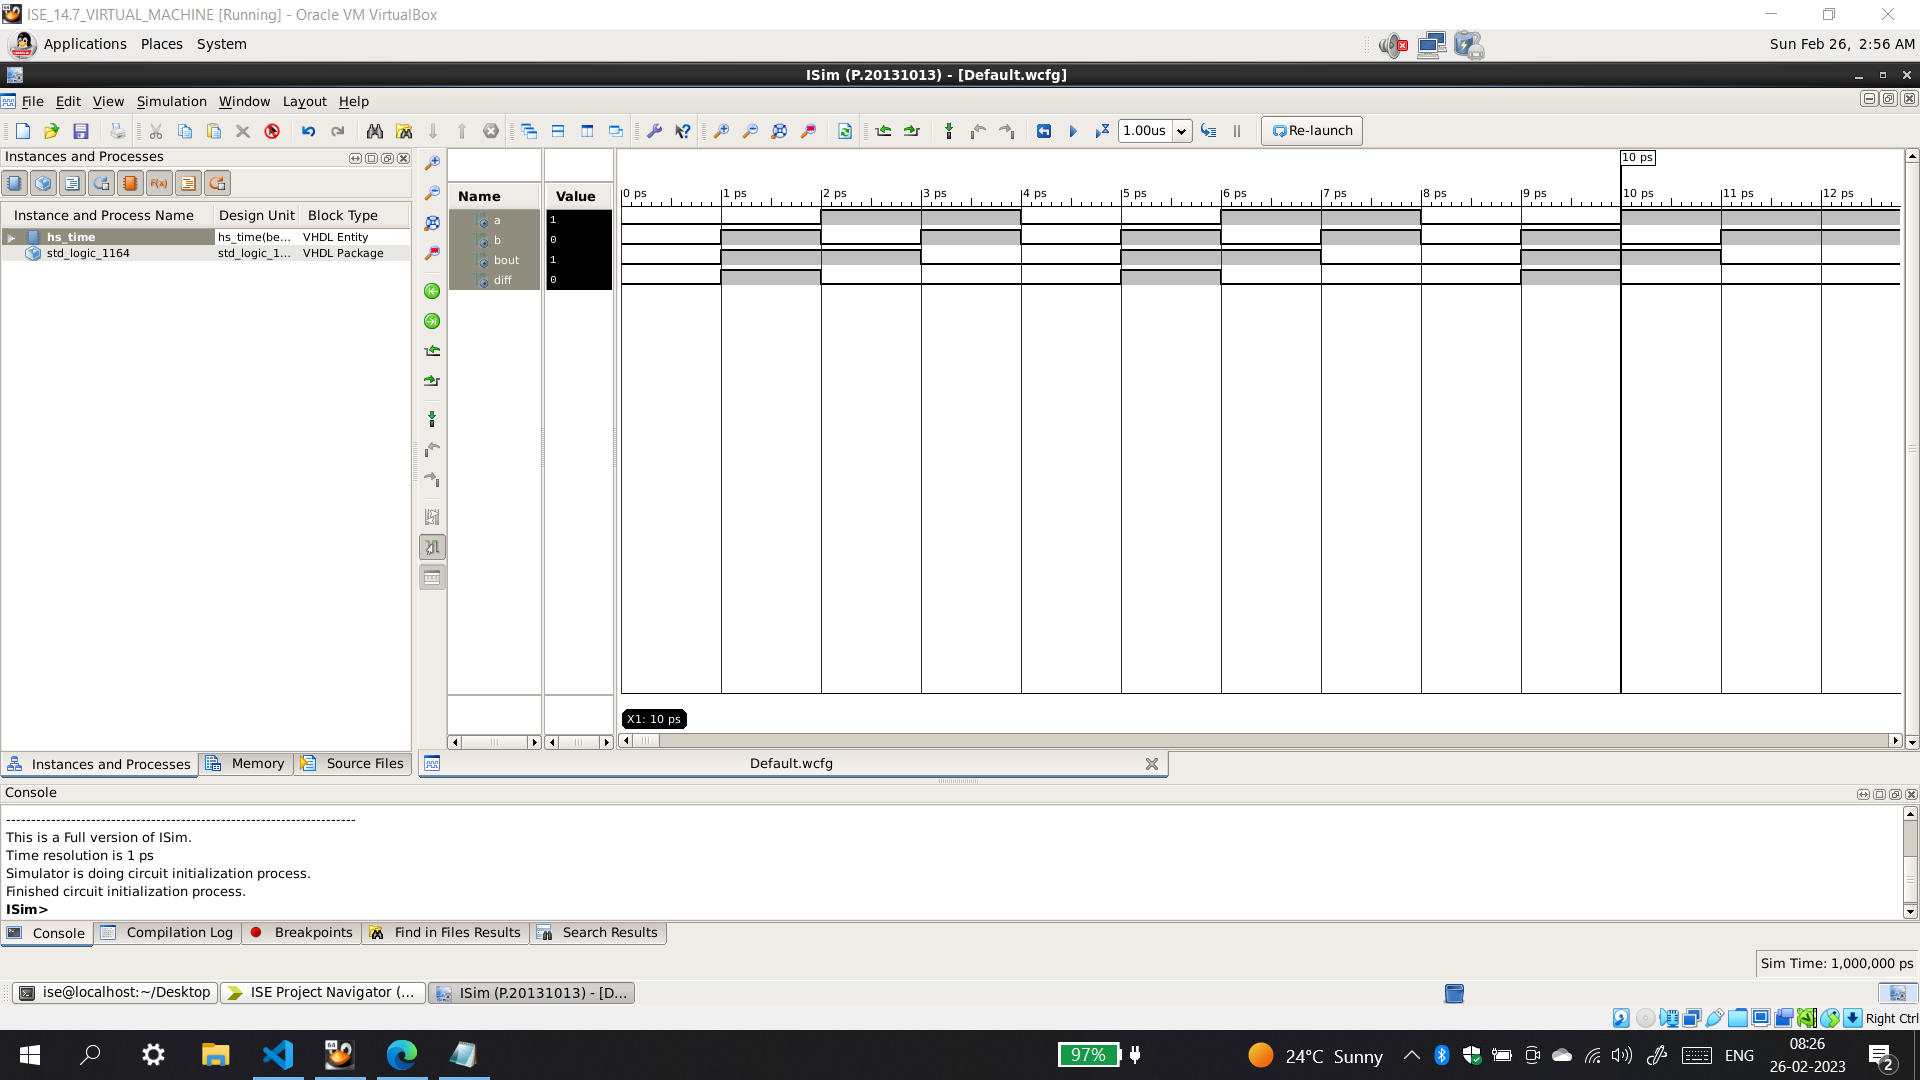 ISE_14.7_VIRTUAL_MACHINE [Running] - Oracle VM VirtualBox
Applications Places System
Sun Feb 26, 2:56 AM
ISim (P.20131013) - [Default.wcfg]
File Edit View Simulation Window Layout Help
1.00us
Re-launch
Instances and Processes
F(x)
Instance and Process Name Design Unit Block Type
hs_time hs_time(be... VHDL Entity
std_logic_1164 std_logic_1... VHDL Package
Name Value
a 1
b 0
bout 1
diff 0
10 ps
0 ps 1 ps 2 ps 3 ps 4 ps 5 ps 6 ps 7 ps 8 ps 9 ps 10 ps 11 ps 12 ps
X1: 10 ps
Instances and Processes Memory Source Files
Default.wcfg
Console
------------------------------------------------------------------------
This is a Full version of ISim.
Time resolution is 1 ps
Simulator is doing circuit initialization process.
Finished circuit initialization process.
ISim>
Console Compilation Log Breakpoints Find in Files Results Search Results
Sim Time: 1,000,000 ps
ise@localhost:~/Desktop ISE Project Navigator (... ISim (P.20131013) - [D...
Right Ctrl
97%
24°C Sunny
ENG
08:26
26-02-2023
2